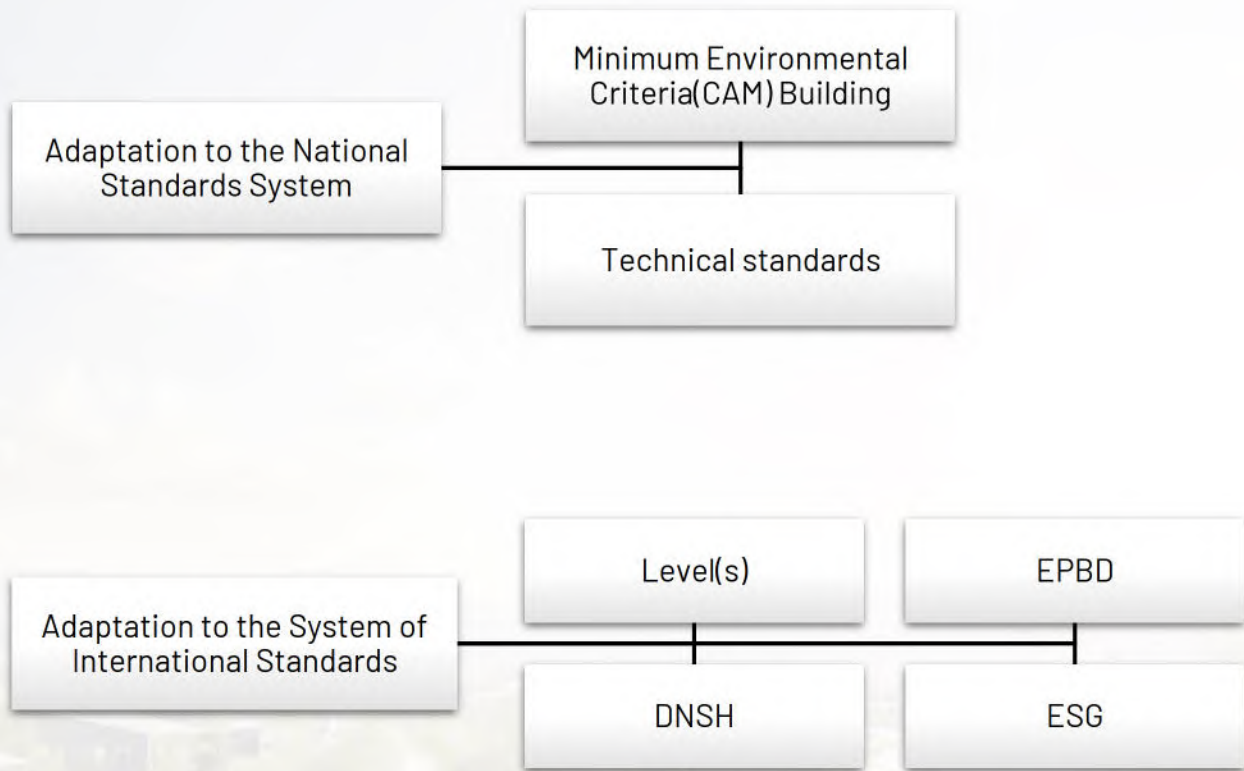 Minimum Environmental
Criteria(CAM) Building
Adaptation to the National
Standards System
Technical standards
Level(s)
EPBD
Adaptation to the System of
International Standards
DNSH
ESG